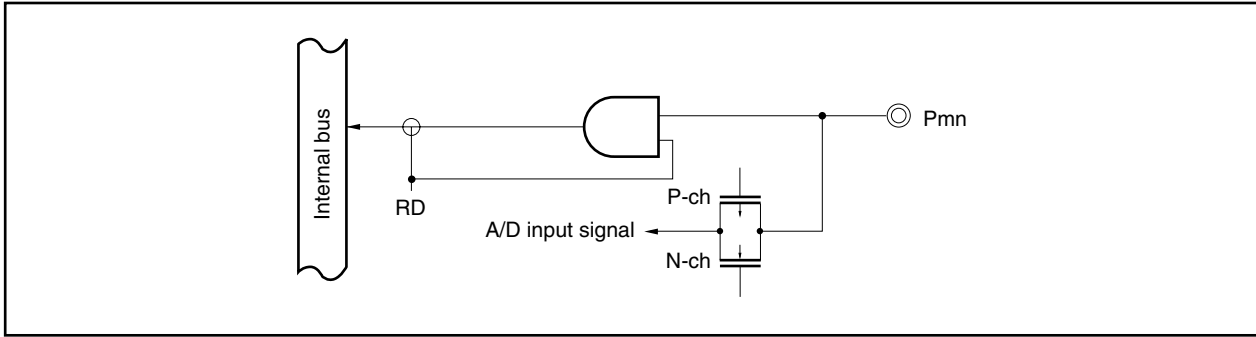 Internal bus
Pmn
RD
P-ch
A/D input signal
N-ch